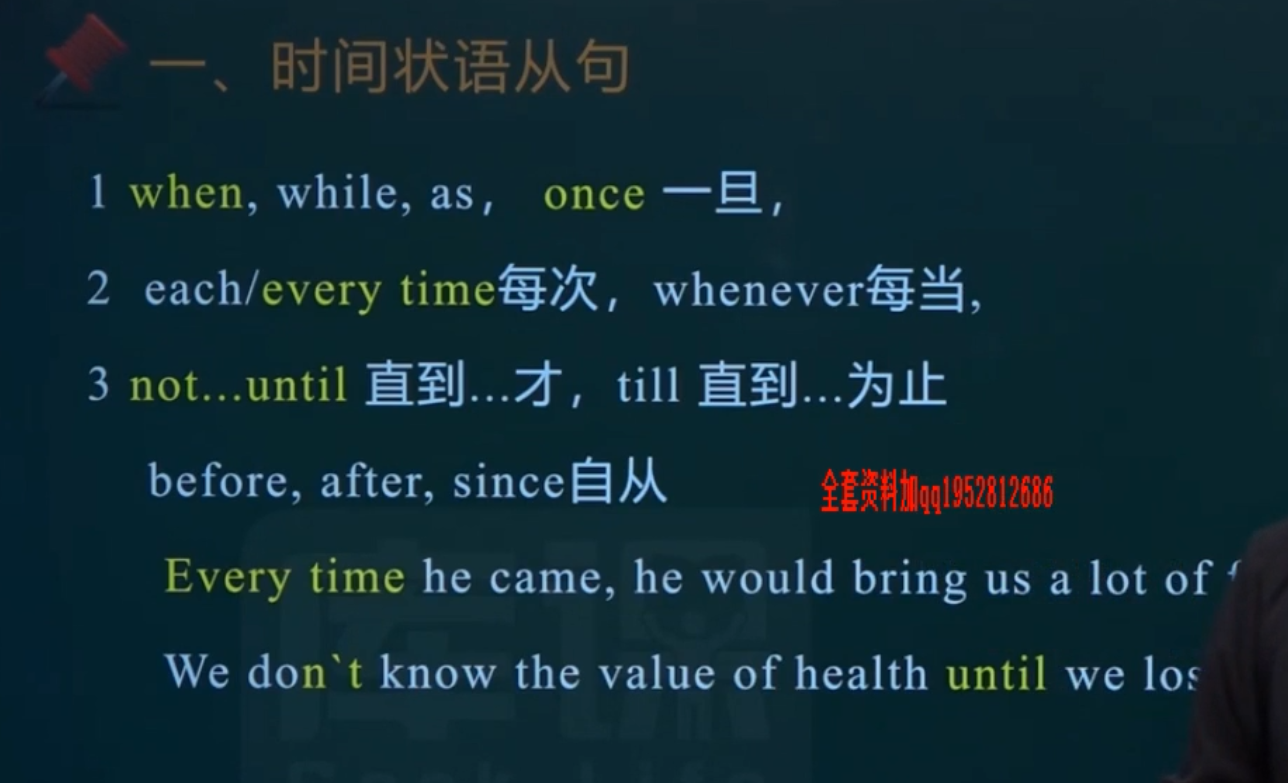 一、时间状语从句
1 when, while, as， once 一旦，
2 each/every time每次，whenever每当,
3 not...until 直到...才，till 直到...为止
before, after, since自从
全套资料加qq1952812686
Every time he came, he would bring us a lot of
We don`t know the value of health until we
库课